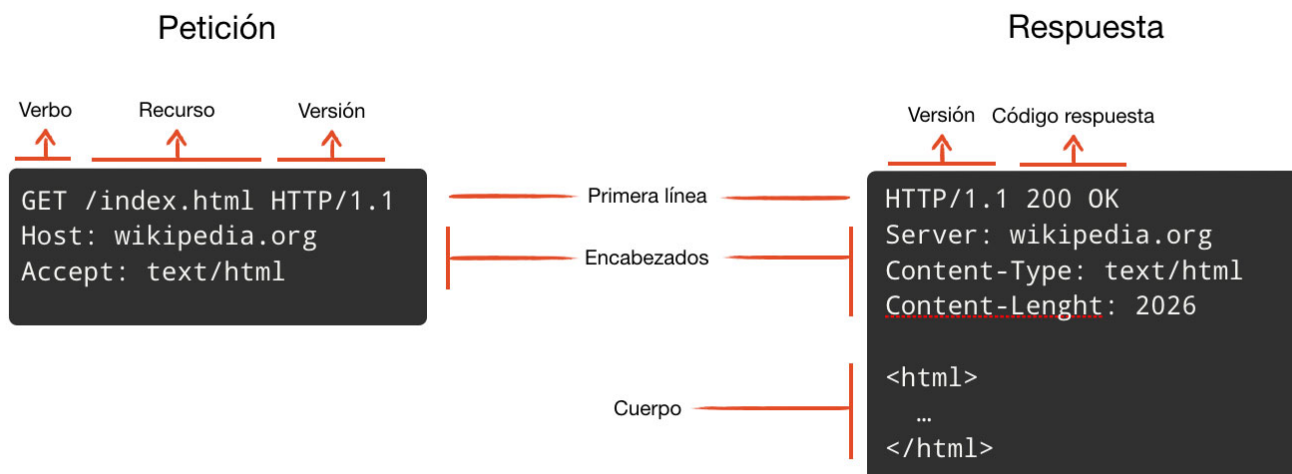 Petición
Respuesta
Verbo
Recurso
Versión
Versión
Código respuesta
GET /index.html HTTP/1.1
Host: wikipedia.org
Accept: text/html
Primera línea
Encabezados
Cuerpo
HTTP/1.1 200 OK
Server: wikipedia.org
Content-Type: text/html
Content-Lenght: 2026
<html>
…
</html>